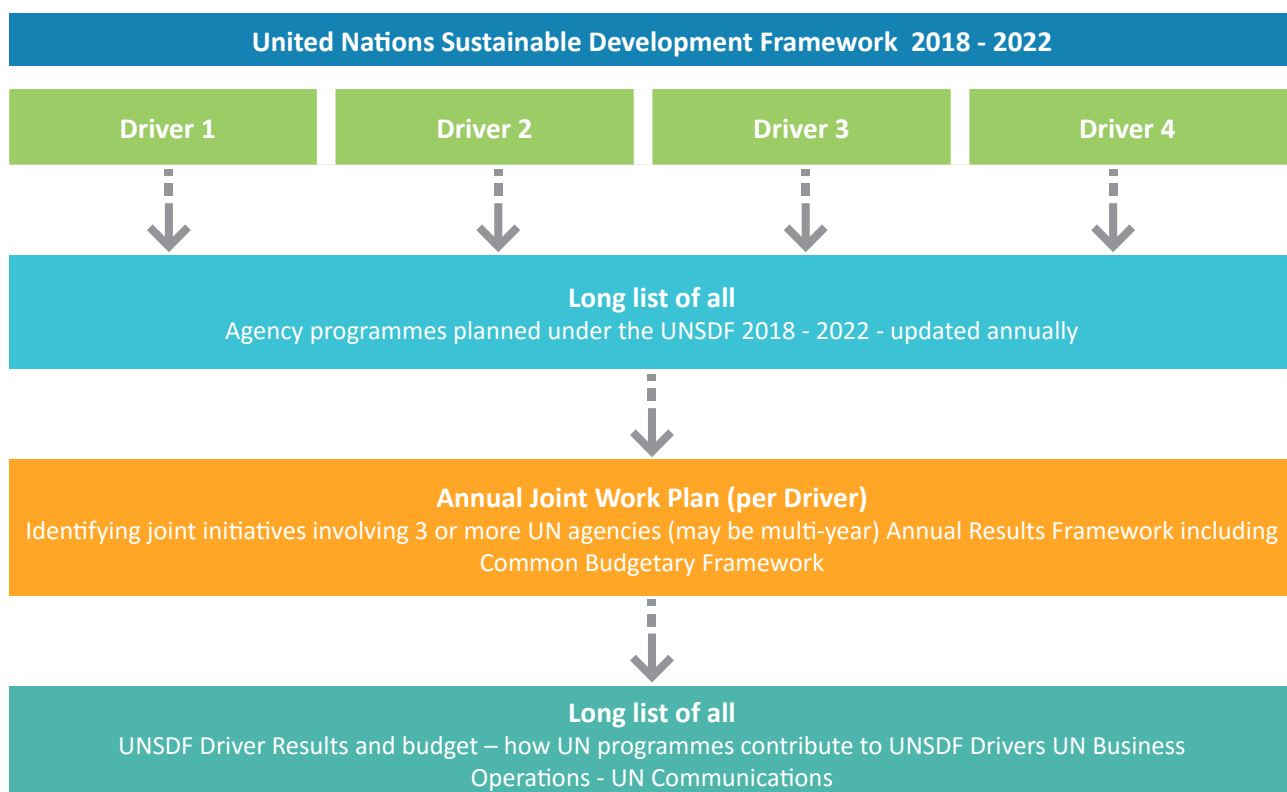 United Nations Sustainable Development Framework  2018 - 2022
Driver 1
Driver 2
Driver 3
Driver 4
Long list of all
Agency programmes planned under the UNSDF 2018 - 2022 - updated annually
Annual Joint Work Plan (per Driver)
Identifying joint initiatives involving 3 or more UN agencies (may be multi-year) Annual Results Framework including
Common Budgetary Framework
Long list of all
UNSDF Driver Results and budget – how UN programmes contribute to UNSDF Drivers UN Business
Operations - UN Communications